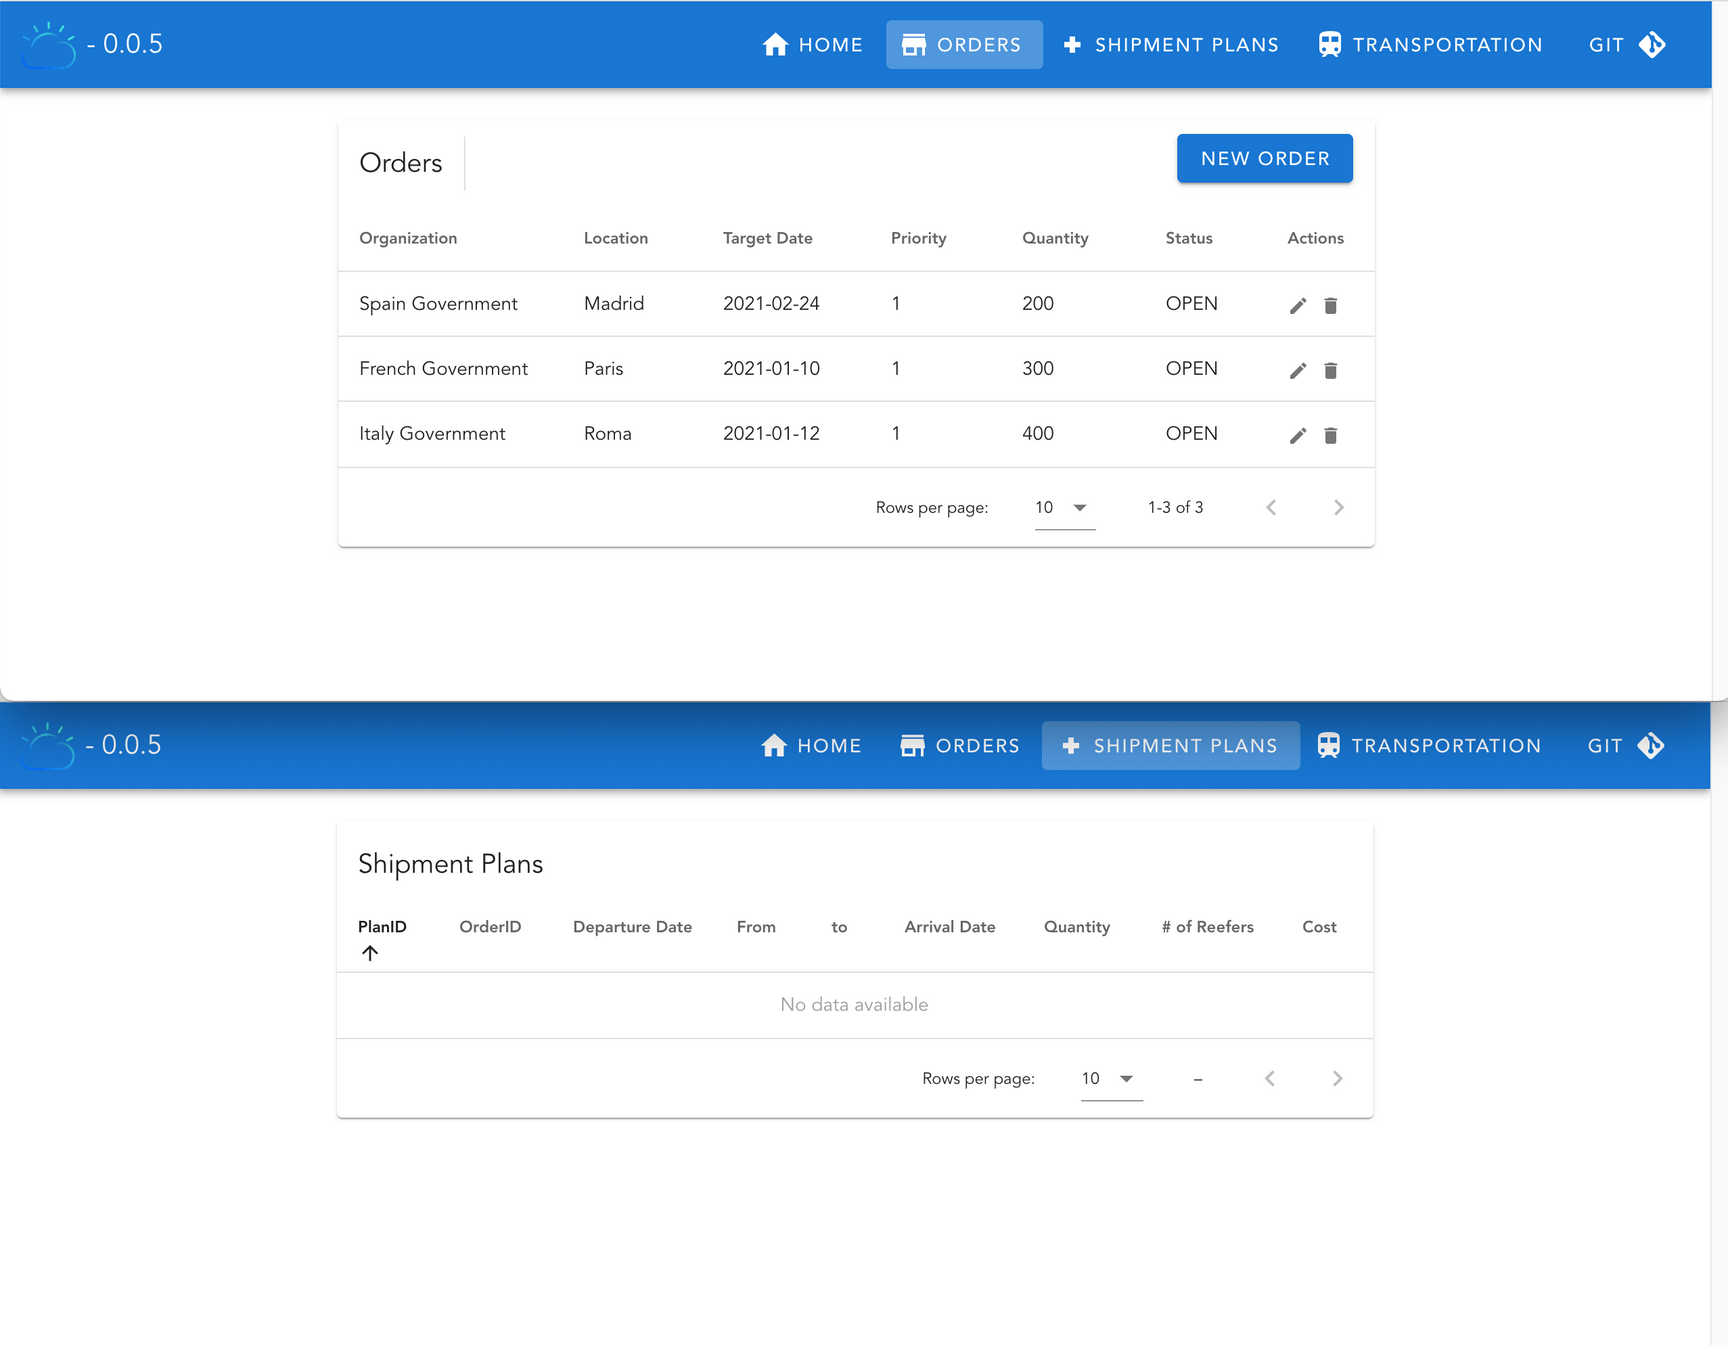 - 0.0.5 HOME ORDERS SHIPMENT PLANS TRANSPORTATION GIT
Orders NEW ORDER
Organization Location Target Date Priority Quantity Status Actions
Spain Government Madrid 2021-02-24 1 200 OPEN
French Government Paris 2021-01-10 1 300 OPEN
Italy Government Roma 2021-01-12 1 400 OPEN
Rows per page: 10 1-3 of 3
- 0.0.5 HOME ORDERS SHIPMENT PLANS TRANSPORTATION GIT
Shipment Plans
PlanID OrderID Departure Date From to Arrival Date Quantity # of Reefers Cost
No data available
Rows per page: 10 –